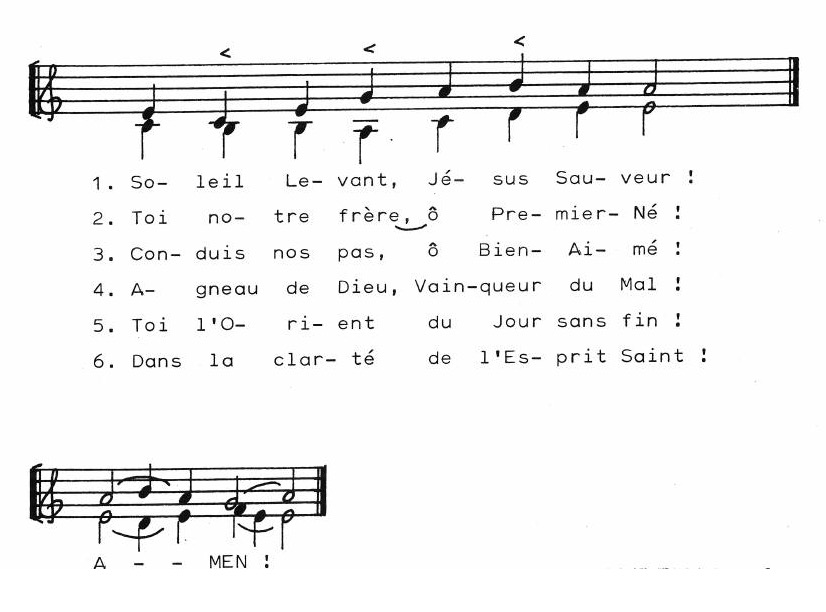 1. So- leil Le- vant, Jé- sus Sau- veur !
2. Toi no- tre frère, ô Pre- mier- Né !
3. Con- duis nos pas, ô Bien- Ai- mé !
4. A- gneau de Dieu, Vain-queur du Mal !
5. Toi l'O- ri- ent du Jour sans fin !
6. Dans la clar- té de l'Es- prit Saint !
A - - MEN !